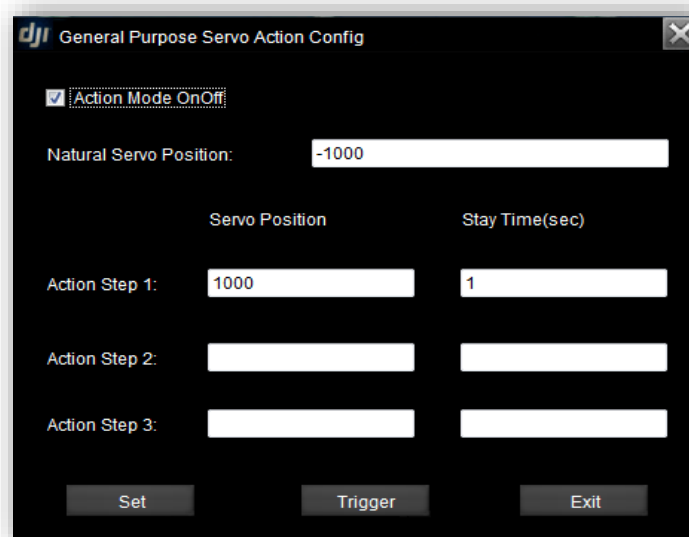 dji General Purpose Servo Action Config
Action Mode OnOff
Natural Servo Position: -1000
Servo Position Stay Time(sec)
Action Step 1: 1000 1
Action Step 2:
Action Step 3:
Set Trigger Exit